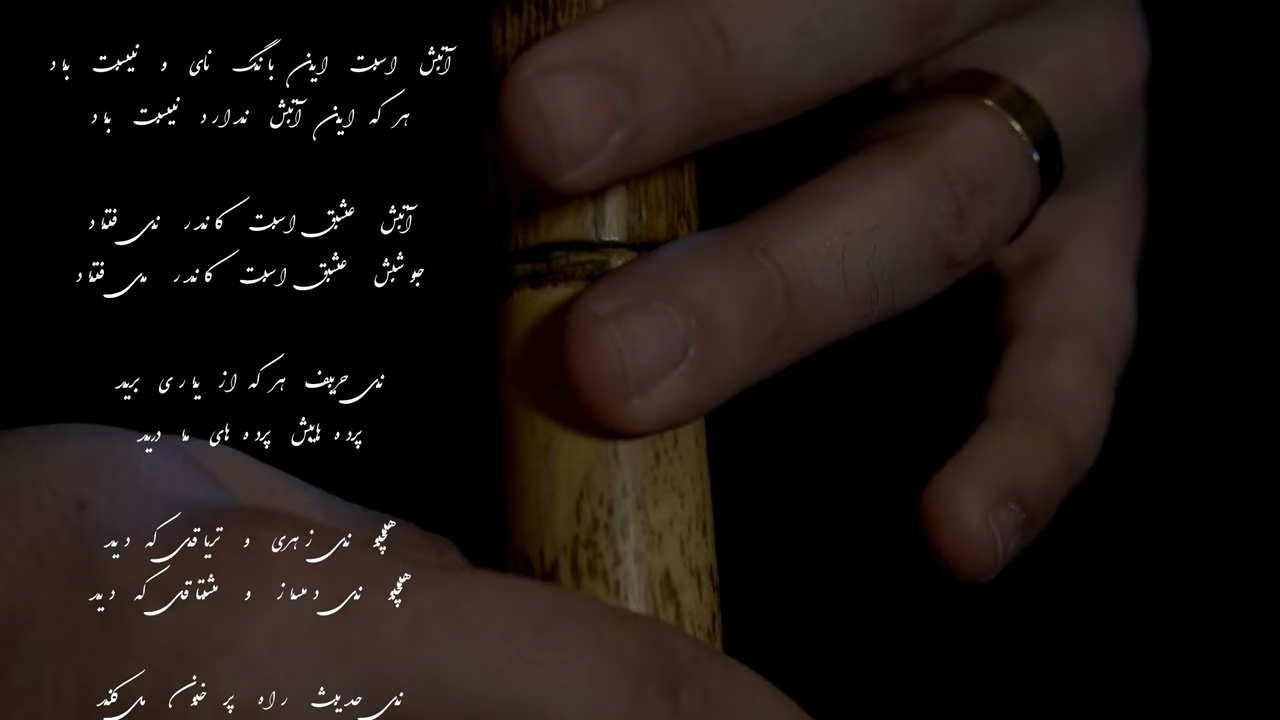 آتش است این بانگ نای و نیست باد
هر که این آتش ندارد نیست باد
آتش عشق است کاندر نی فتاد
جوشش عشق است کاندر می فتاد
نی حریف هر که از یاری برید
پرده هایش پرده های ما درید
همچو نی زهری و تریاقی که دید
همچو نی دمساز و مشتاقی که دید
نی حدیث راه پر خون می‌کند